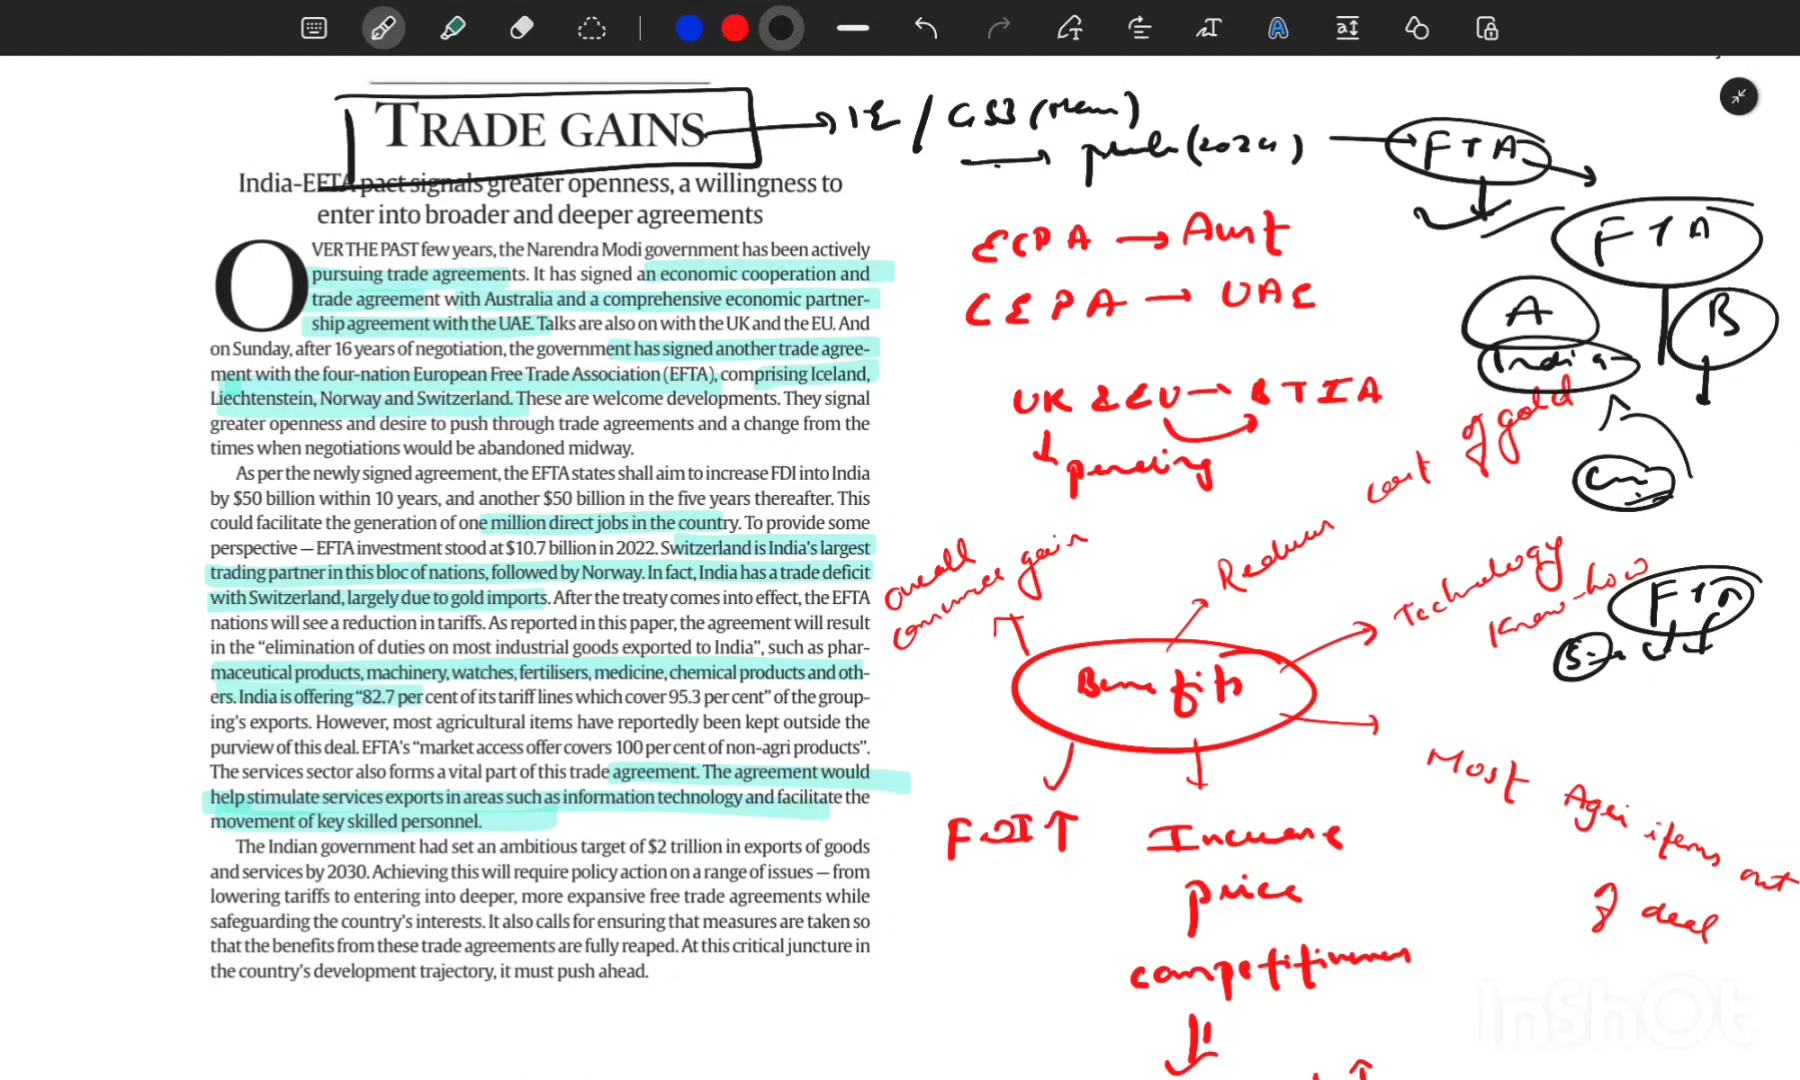 TRADE GAINS
India-EFTA pact signals greater openness, a willingness to
enter into broader and deeper agreements
OVER THE PAST few years, the Narendra Modi government has been actively
pursuing trade agreements. It has signed an economic cooperation and
trade agreement with Australia and a comprehensive economic partner-
ship agreement with the UAE. Talks are also on with the UK and the EU. And
on Sunday, after 16 years of negotiation, the government has signed another trade agree-
ment with the four-nation European Free Trade Association (EFTA), comprising Iceland,
Liechtenstein, Norway and Switzerland. These are welcome developments. They signal
greater openness and desire to push through trade agreements and a change from the
times when negotiations would be abandoned midway.
As per the newly signed agreement, the EFTA states shall aim to increase FDI into India
by $50 billion within 10 years, and another $50 billion in the five years thereafter. This
could facilitate the generation of one million direct jobs in the country. To provide some
perspective — EFTA investment stood at $10.7 billion in 2022. Switzerland is India's largest
trading partner in this bloc of nations, followed by Norway. In fact, India has a trade deficit
with Switzerland, largely due to gold imports. After the treaty comes into effect, the EFTA
nations will see a reduction in tariffs. As reported in this paper, the agreement will result
in the “elimination of duties on most industrial goods exported to India”, such as phar-
maceutical products, machinery, watches, fertilisers, medicine, chemical products and oth-
ers. India is offering “82.7 per cent of its tariff lines which cover 95.3 per cent” of the group-
ing's exports. However, most agricultural items have reportedly been kept outside the
purview of this deal. EFTA's “market access offer covers 100 per cent of non-agri products”.
The services sector also forms a vital part of this trade agreement. The agreement would
help stimulate services exports in areas such as information technology and facilitate the
movement of key skilled personnel.
The Indian government had set an ambitious target of $2 trillion in exports of goods
and services by 2030. Achieving this will require policy action on a range of issues — from
lowering tariffs to entering into deeper, more expansive free trade agreements while
safeguarding the country's interests. It also calls for ensuring that measures are taken so
that the benefits from these trade agreements are fully reaped. At this critical juncture in
the country's development trajectory, it must push ahead.
IE / GS3 (Main)
(2024)
FTA
FTA
A
India
B
ECPA → Aust
CEPA → UAE
UK & EU → BTIA
pending
Reduces cost of gold
Overall
gain
Technology
Know-how
FTA
Benefits
Most Agri items out
of deal
FDI↑
Increase
price
competitiveness
InShOt